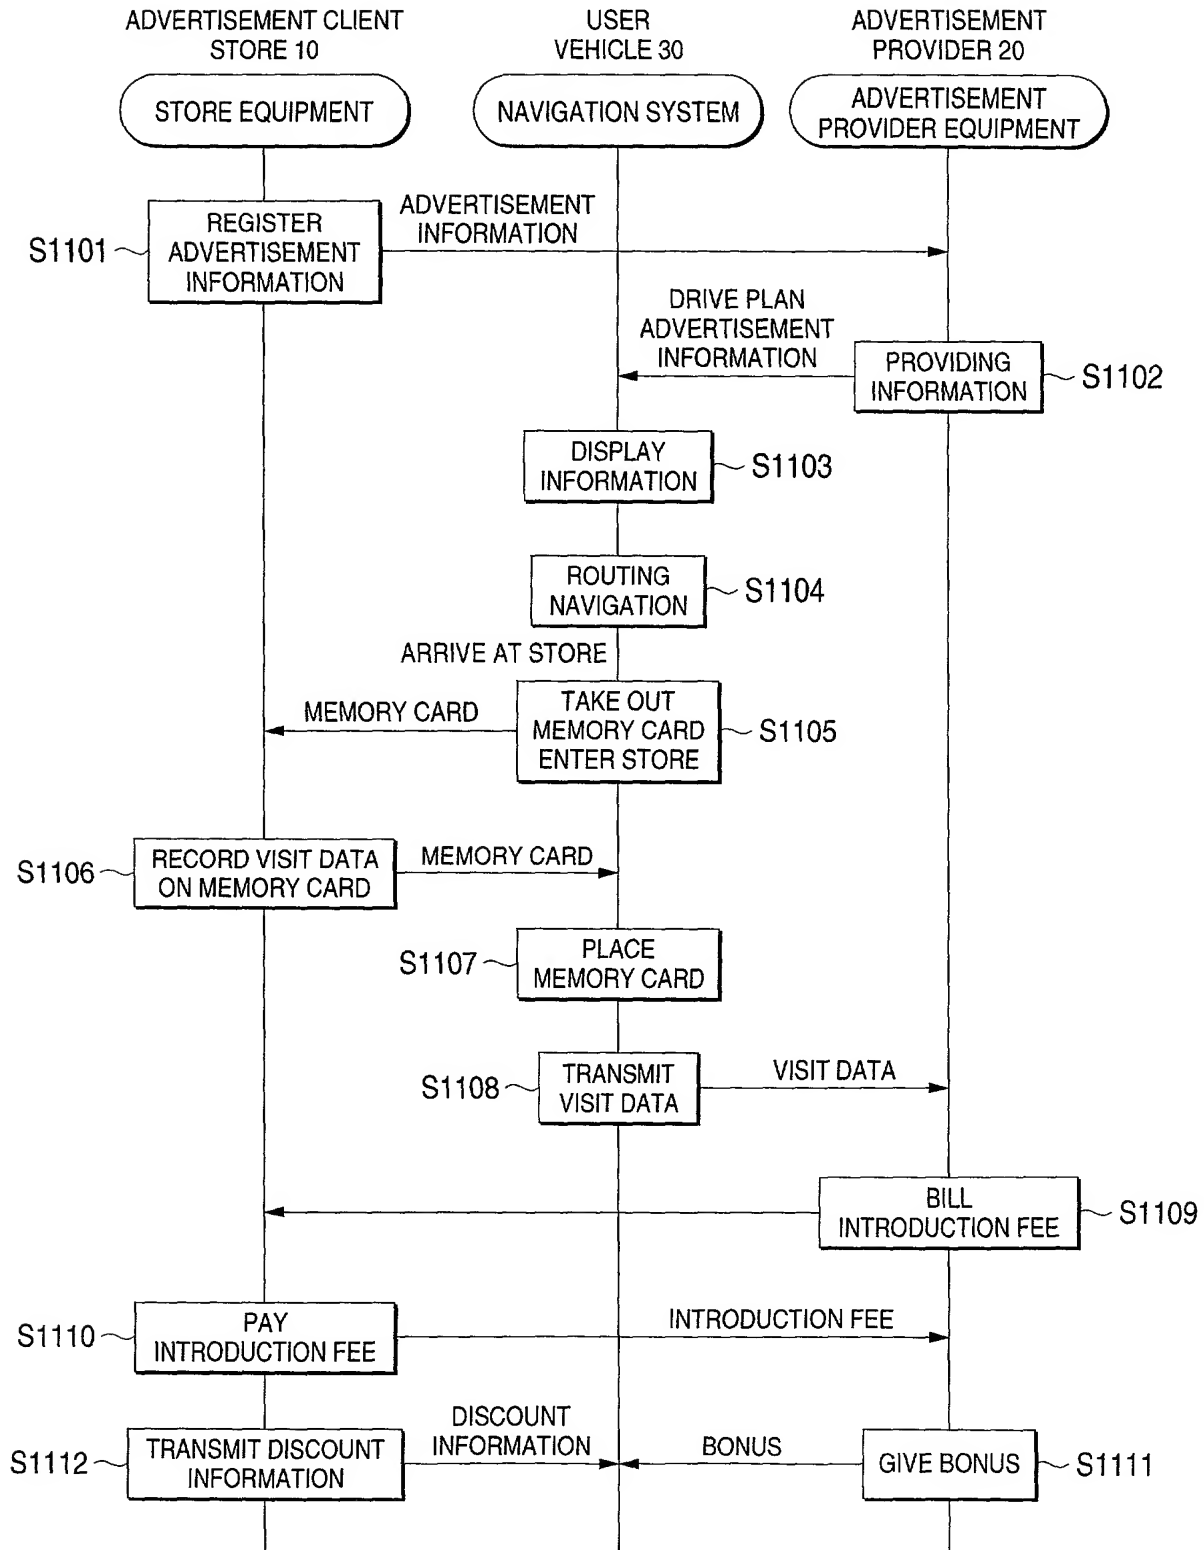 ADVERTISEMENT CLIENT
STORE 10
USER
VEHICLE 30
ADVERTISEMENT
PROVIDER 20
STORE EQUIPMENT
NAVIGATION SYSTEM
ADVERTISEMENT
PROVIDER EQUIPMENT
S1101
REGISTER
ADVERTISEMENT
INFORMATION
ADVERTISEMENT
INFORMATION
DRIVE PLAN
ADVERTISEMENT
INFORMATION
PROVIDING
INFORMATION
S1102
DISPLAY
INFORMATION
S1103
ROUTING
NAVIGATION
S1104
ARRIVE AT STORE
MEMORY CARD
TAKE OUT
MEMORY CARD
ENTER STORE
S1105
S1106
RECORD VISIT DATA
ON MEMORY CARD
MEMORY CARD
S1107
PLACE
MEMORY CARD
S1108
TRANSMIT
VISIT DATA
VISIT DATA
BILL
INTRODUCTION FEE
S1109
S1110
PAY
INTRODUCTION FEE
INTRODUCTION FEE
S1112
TRANSMIT DISCOUNT
INFORMATION
DISCOUNT
INFORMATION
BONUS
GIVE BONUS
S1111